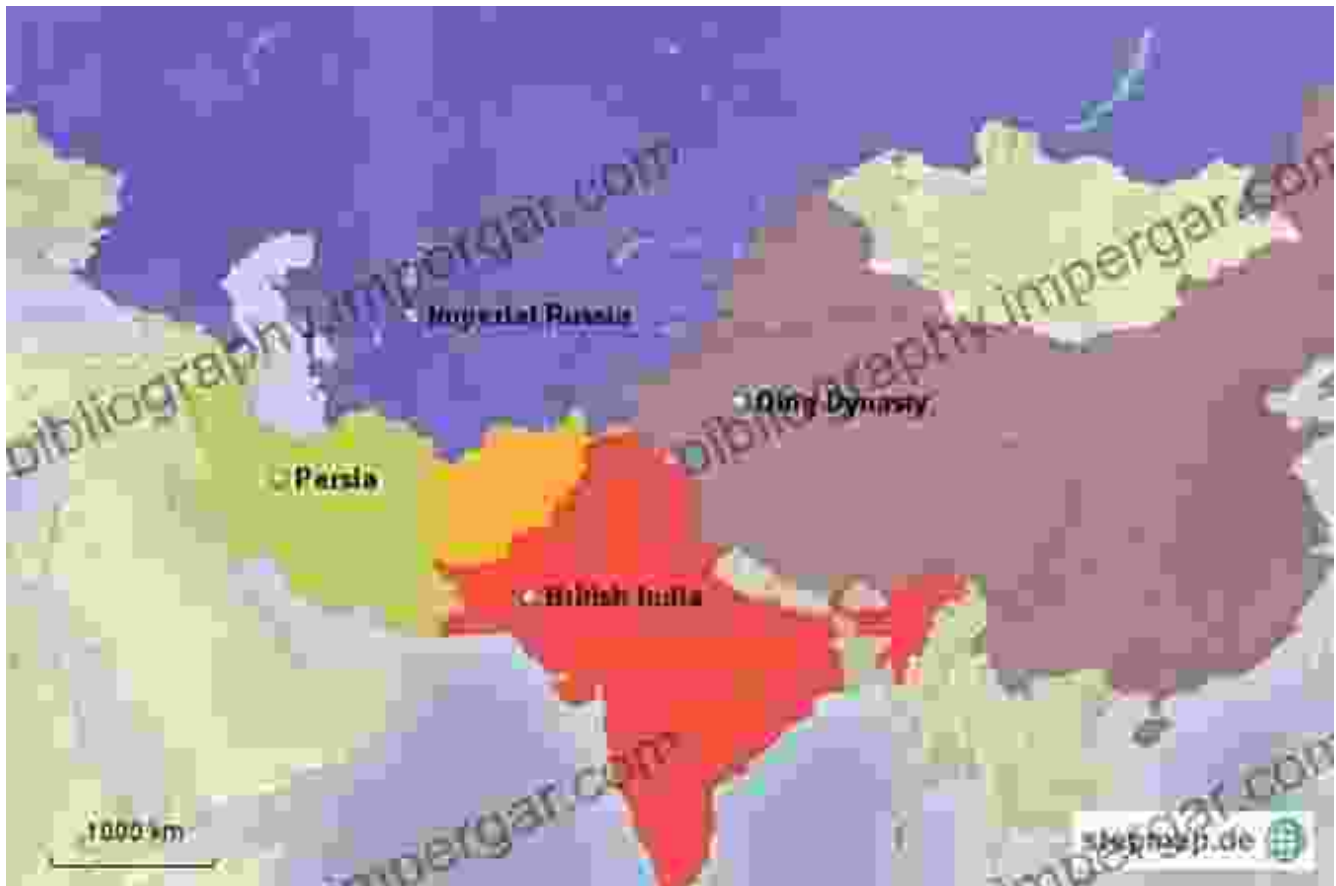 bibliography.impergar.com
bibliography.impergar.com
Imperial Russia
Qing Dynasty
Persia
British India
impergar.com
impergar.com
1000 km
stepmap.de